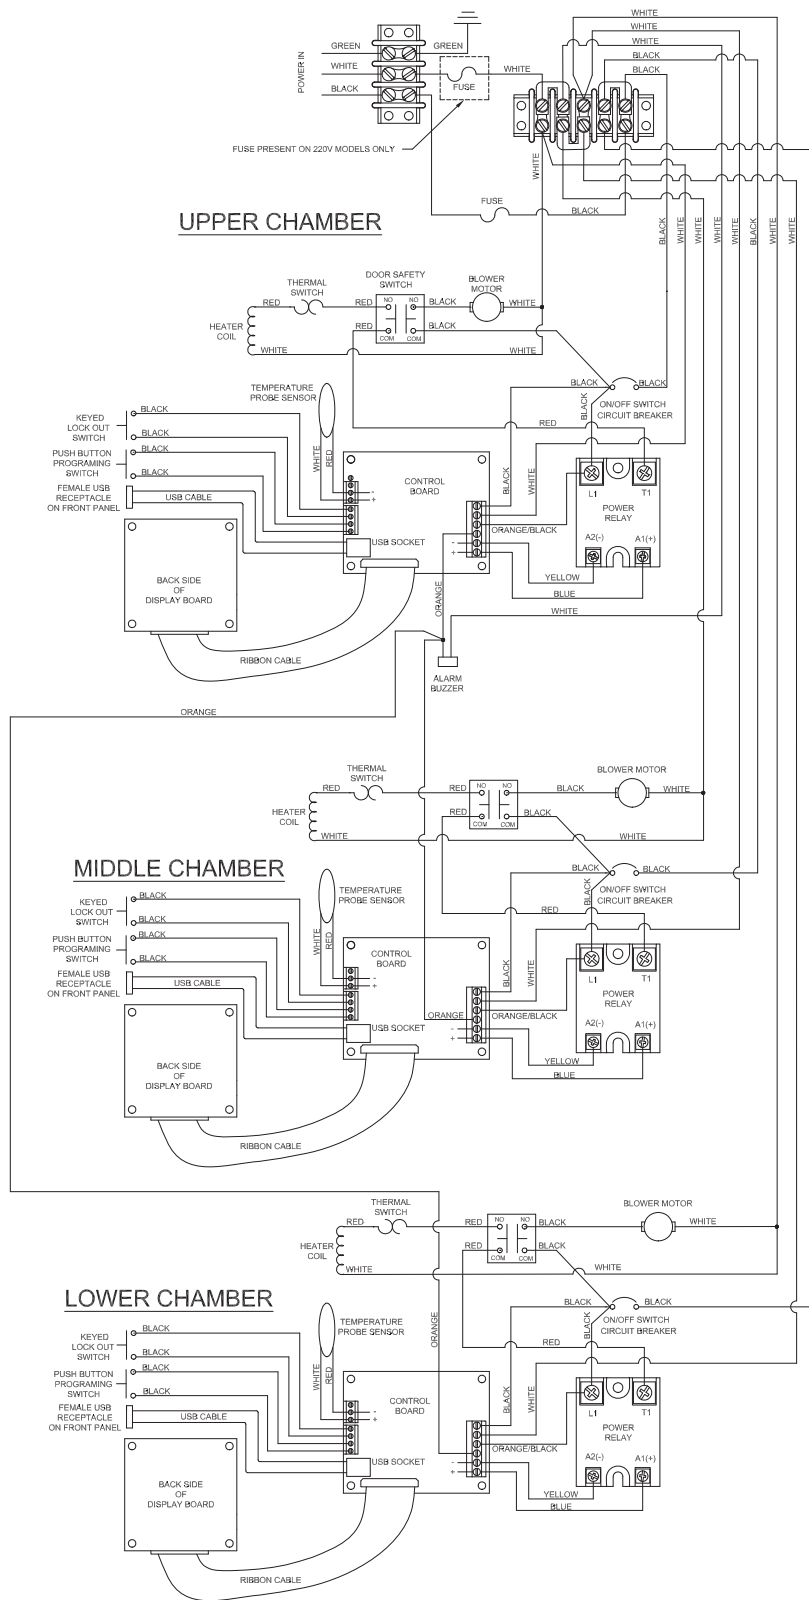 WHITE
WHITE
WHITE
BLACK
BLACK
POWER IN
GREEN
GREEN
WHITE
WHITE
BLACK
FUSE
FUSE PRESENT ON 220V MODELS ONLY
WHITE
FUSE
BLACK
BLACK
WHITE
WHITE
WHITE
WHITE
BLACK
WHITE
WHITE
UPPER CHAMBER
THERMAL
SWITCH
DOOR SAFETY
SWITCH
BLOWER
MOTOR
RED
RED
NO
NO
BLACK
WHITE
HEATER
COIL
RED
COM
COM
BLACK
WHITE
WHITE
BLACK
BLACK
ON/OFF SWITCH
CIRCUIT BREAKER
BLACK
RED
TEMPERATURE
PROBE SENSOR
KEYED
LOCK OUT
SWITCH
BLACK
BLACK
PUSH BUTTON
PROGRAMING
SWITCH
BLACK
BLACK
FEMALE USB
RECEPTACLE
ON FRONT PANEL
USB CABLE
WHITE
RED
CONTROL
BOARD
-
+
USB SOCKET
-
+
BLACK
WHITE
ORANGE/BLACK
L1
T1
POWER
RELAY
A2(-)
A1(+)
YELLOW
BLUE
ORANGE
WHITE
BACK SIDE
OF
DISPLAY BOARD
RIBBON CABLE
ALARM
BUZZER
ORANGE
THERMAL
SWITCH
BLOWER MOTOR
RED
RED
NO
NO
BLACK
WHITE
HEATER
COIL
RED
COM
COM
BLACK
WHITE
WHITE
MIDDLE CHAMBER
BLACK
BLACK
ON/OFF SWITCH
CIRCUIT BREAKER
BLACK
RED
TEMPERATURE
PROBE SENSOR
KEYED
LOCK OUT
SWITCH
BLACK
BLACK
PUSH BUTTON
PROGRAMING
SWITCH
BLACK
BLACK
FEMALE USB
RECEPTACLE
ON FRONT PANEL
USB CABLE
WHITE
RED
CONTROL
BOARD
-
+
USB SOCKET
ORANGE
-
+
BLACK
WHITE
ORANGE/BLACK
L1
T1
POWER
RELAY
A2(-)
A1(+)
YELLOW
BLUE
BACK SIDE
OF
DISPLAY BOARD
RIBBON CABLE
THERMAL
SWITCH
BLOWER MOTOR
RED
RED
NO
NO
BLACK
WHITE
HEATER
COIL
RED
COM
COM
BLACK
WHITE
WHITE
LOWER CHAMBER
BLACK
BLACK
ON/OFF SWITCH
CIRCUIT BREAKER
BLACK
RED
TEMPERATURE
PROBE SENSOR
ORANGE
KEYED
LOCK OUT
SWITCH
BLACK
BLACK
PUSH BUTTON
PROGRAMING
SWITCH
BLACK
BLACK
FEMALE USB
RECEPTACLE
ON FRONT PANEL
USB CABLE
WHITE
RED
CONTROL
BOARD
-
+
USB SOCKET
-
+
BLACK
WHITE
ORANGE/BLACK
L1
T1
POWER
RELAY
A2(-)
A1(+)
YELLOW
BLUE
BACK SIDE
OF
DISPLAY BOARD
RIBBON CABLE